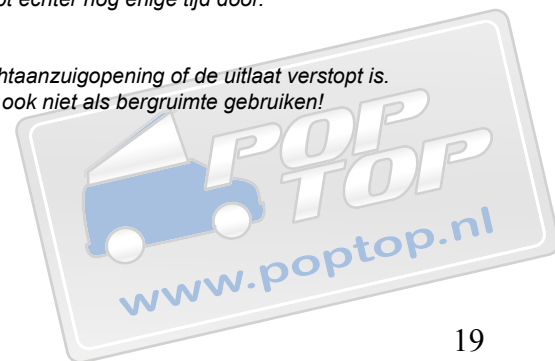 echter nog enige tijd door.
of de uitlaat verstopt is.
ook niet als bergruimte gebruiken!
POP
TOP
www.poptop.nl
19